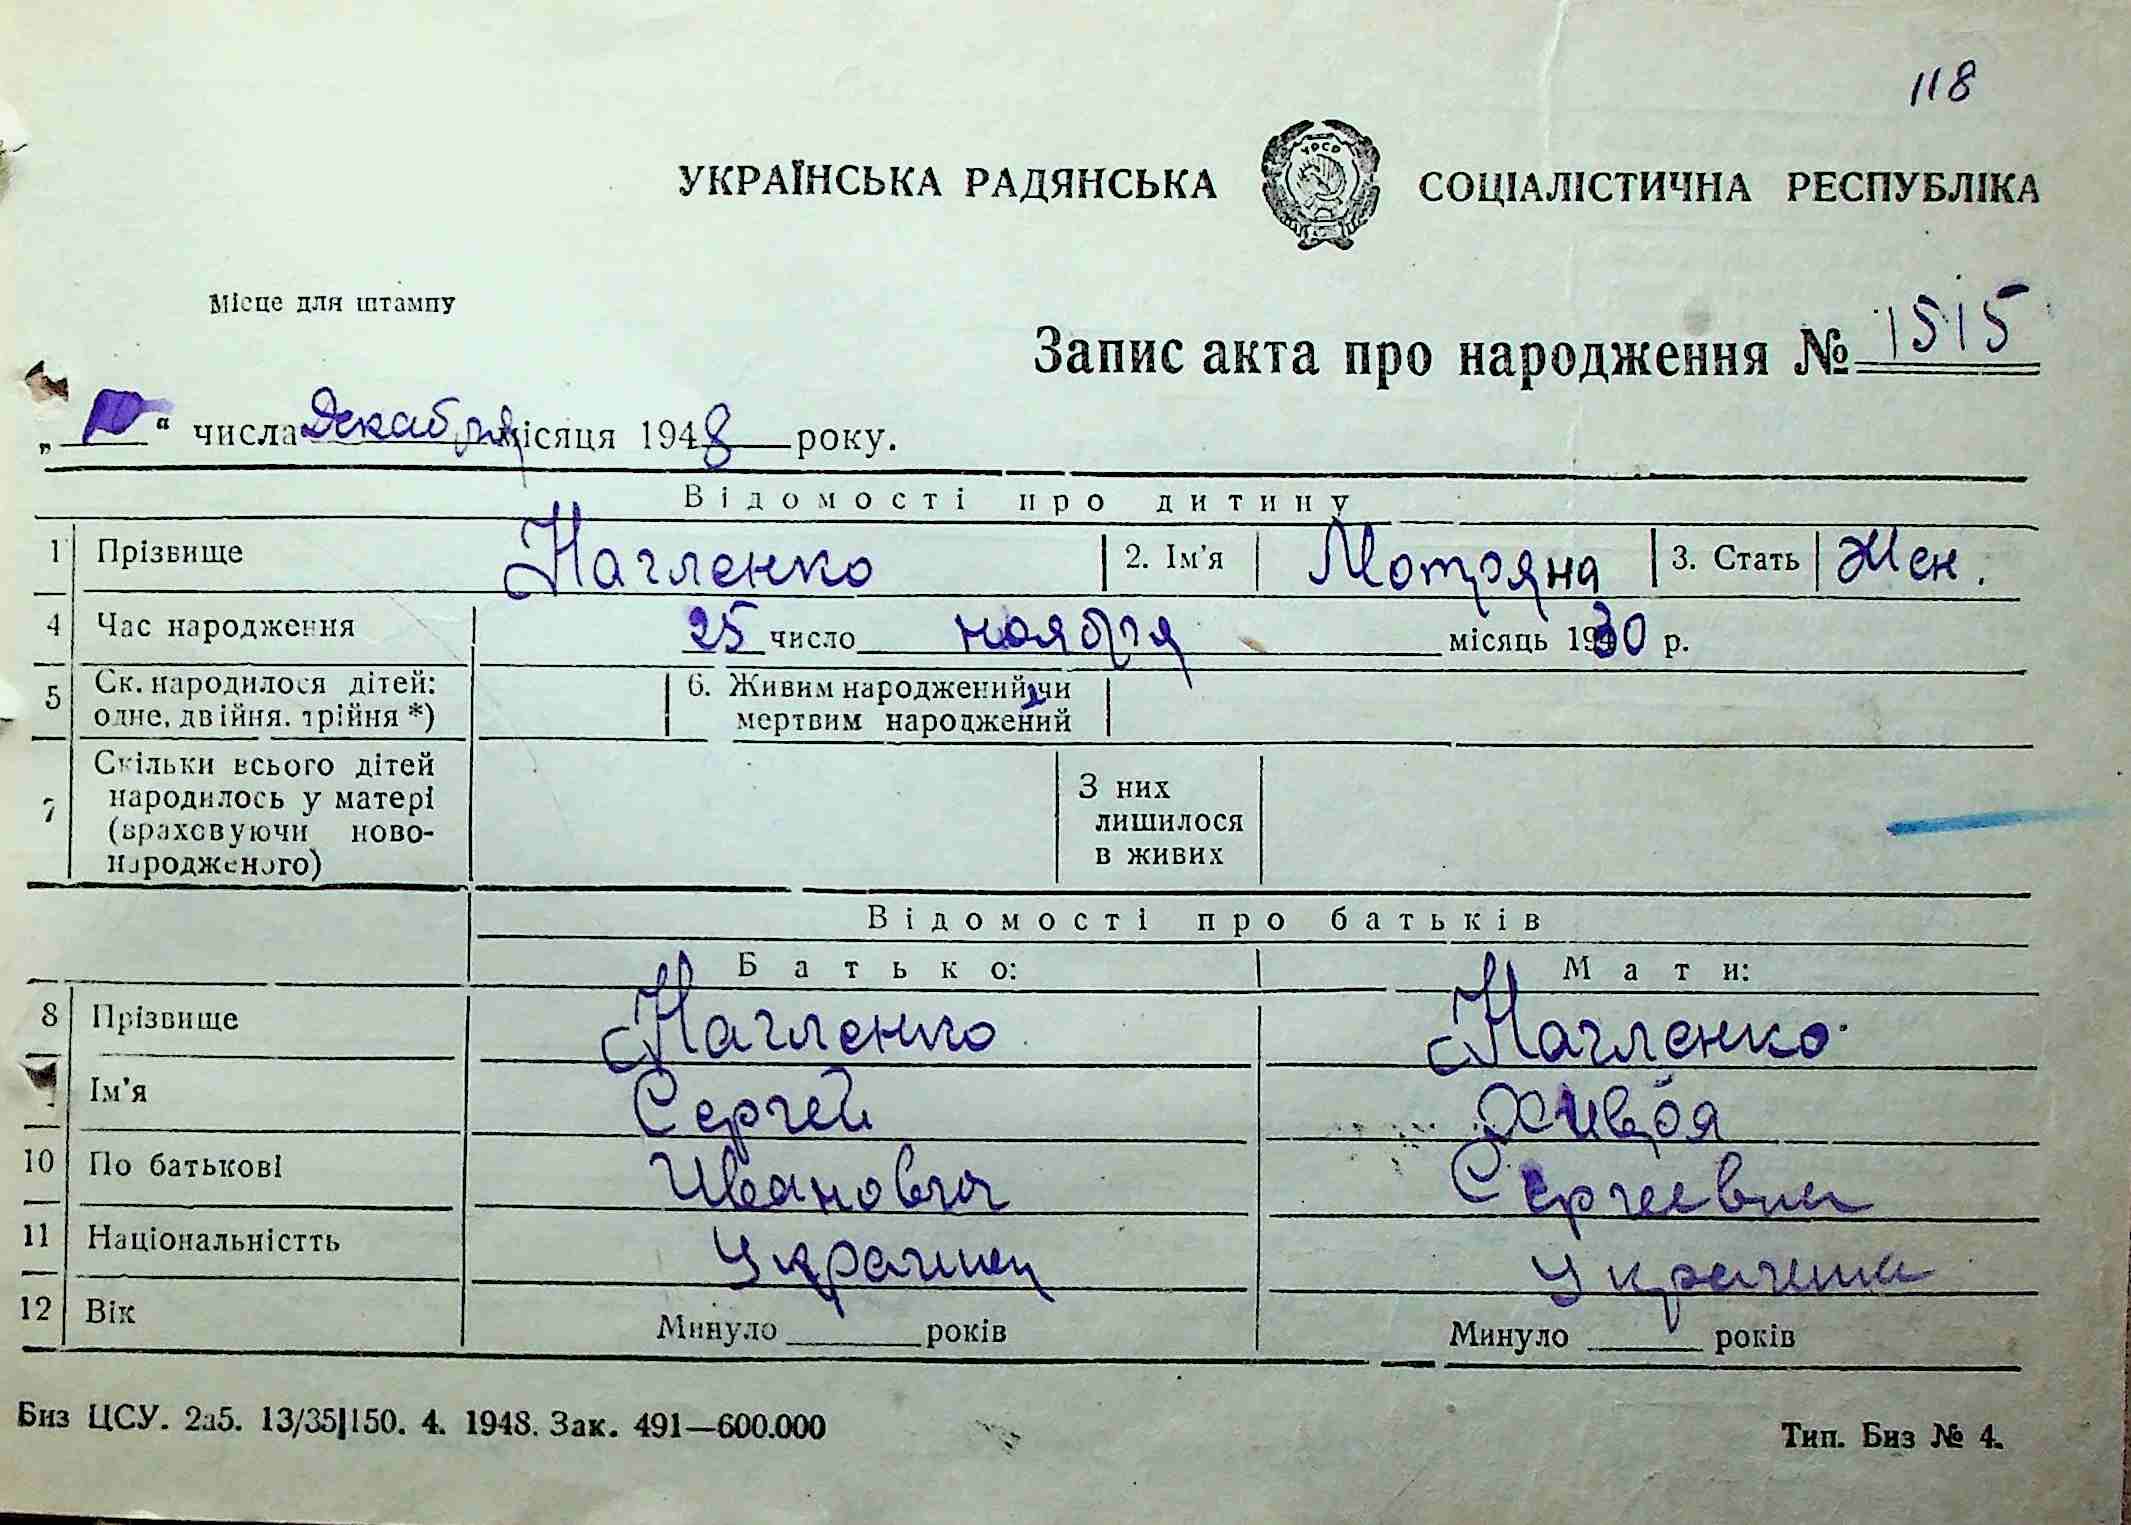 118
УКРАЇНСЬКА РАДЯНСЬКА СОЦІАЛІСТИЧНА РЕСПУБЛІКА
УРСР
Місце для штампу
Запис акта про народження № 1515
„ “ числа Декабря місяця 1948 року.
Відомості про дитину
1 Прізвище Нагленко 2. Ім’я Мотряна 3. Стать Жен.
4 Час народження 25 число ноября місяць 1930 р.
5 Ск. народилося дітей: одне, двійня, трійня *) 6. Живим народжений чи мертвим народжений
7 Скільки всього дітей народилось у матері (враховуючи новонародженого) З них лишилося в живих
Відомості про батьків
Батько: Мати:
8 Прізвище Нагленко Нагленко
Ім’я Сергей
10 По батькові Иванович Сергеевна
11 Національністть Украинец Украинка
12 Вік Минуло років Минуло років
Биз ЦСУ. 2а5. 13/35|150. 4. 1948. Зак. 491—600.000 Тип. Биз № 4.